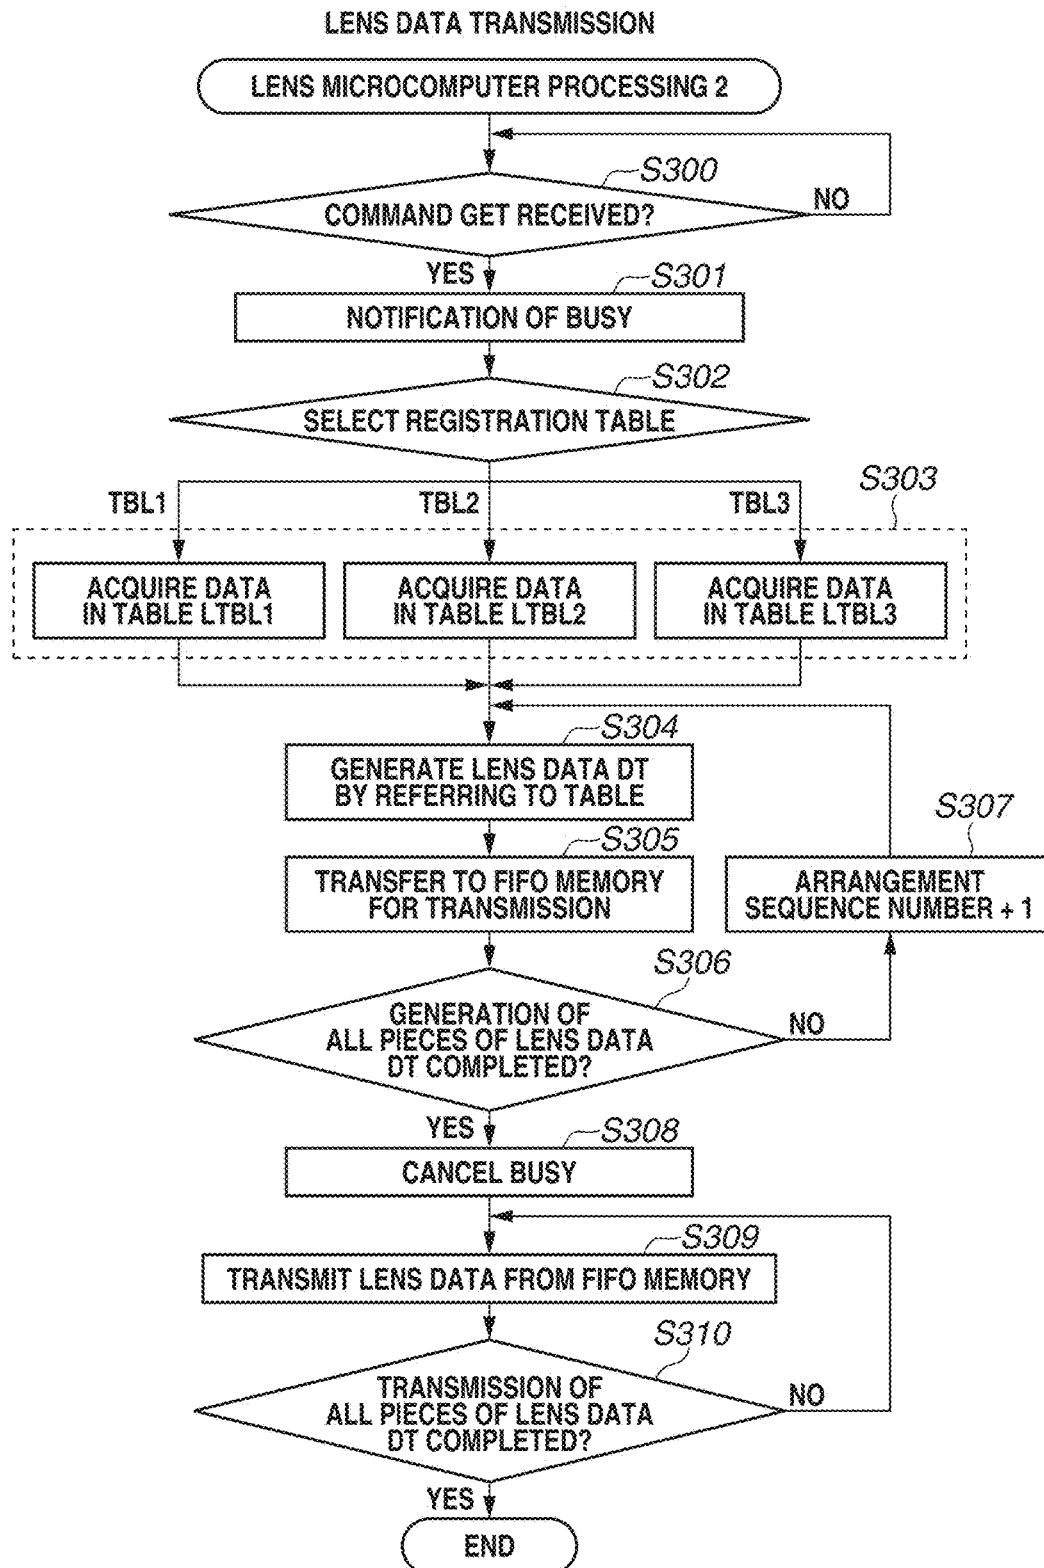 LENS DATA TRANSMISSION
LENS MICROCOMPUTER PROCESSING 2
S300
COMMAND GET RECEIVED?
NO
YES
S301
NOTIFICATION OF BUSY
S302
SELECT REGISTRATION TABLE
S303
TBL1
TBL2
TBL3
ACQUIRE DATA
IN TABLE LTBL1
ACQUIRE DATA
IN TABLE LTBL2
ACQUIRE DATA
IN TABLE LTBL3
S304
GENERATE LENS DATA DT
BY REFERRING TO TABLE
S307
ARRANGEMENT
SEQUENCE NUMBER + 1
S305
TRANSFER TO FIFO MEMORY
FOR TRANSMISSION
S306
GENERATION OF
ALL PIECES OF LENS DATA
DT COMPLETED?
NO
YES
S308
CANCEL BUSY
S309
TRANSMIT LENS DATA FROM FIFO MEMORY
S310
TRANSMISSION OF
ALL PIECES OF LENS DATA
DT COMPLETED?
NO
YES
END